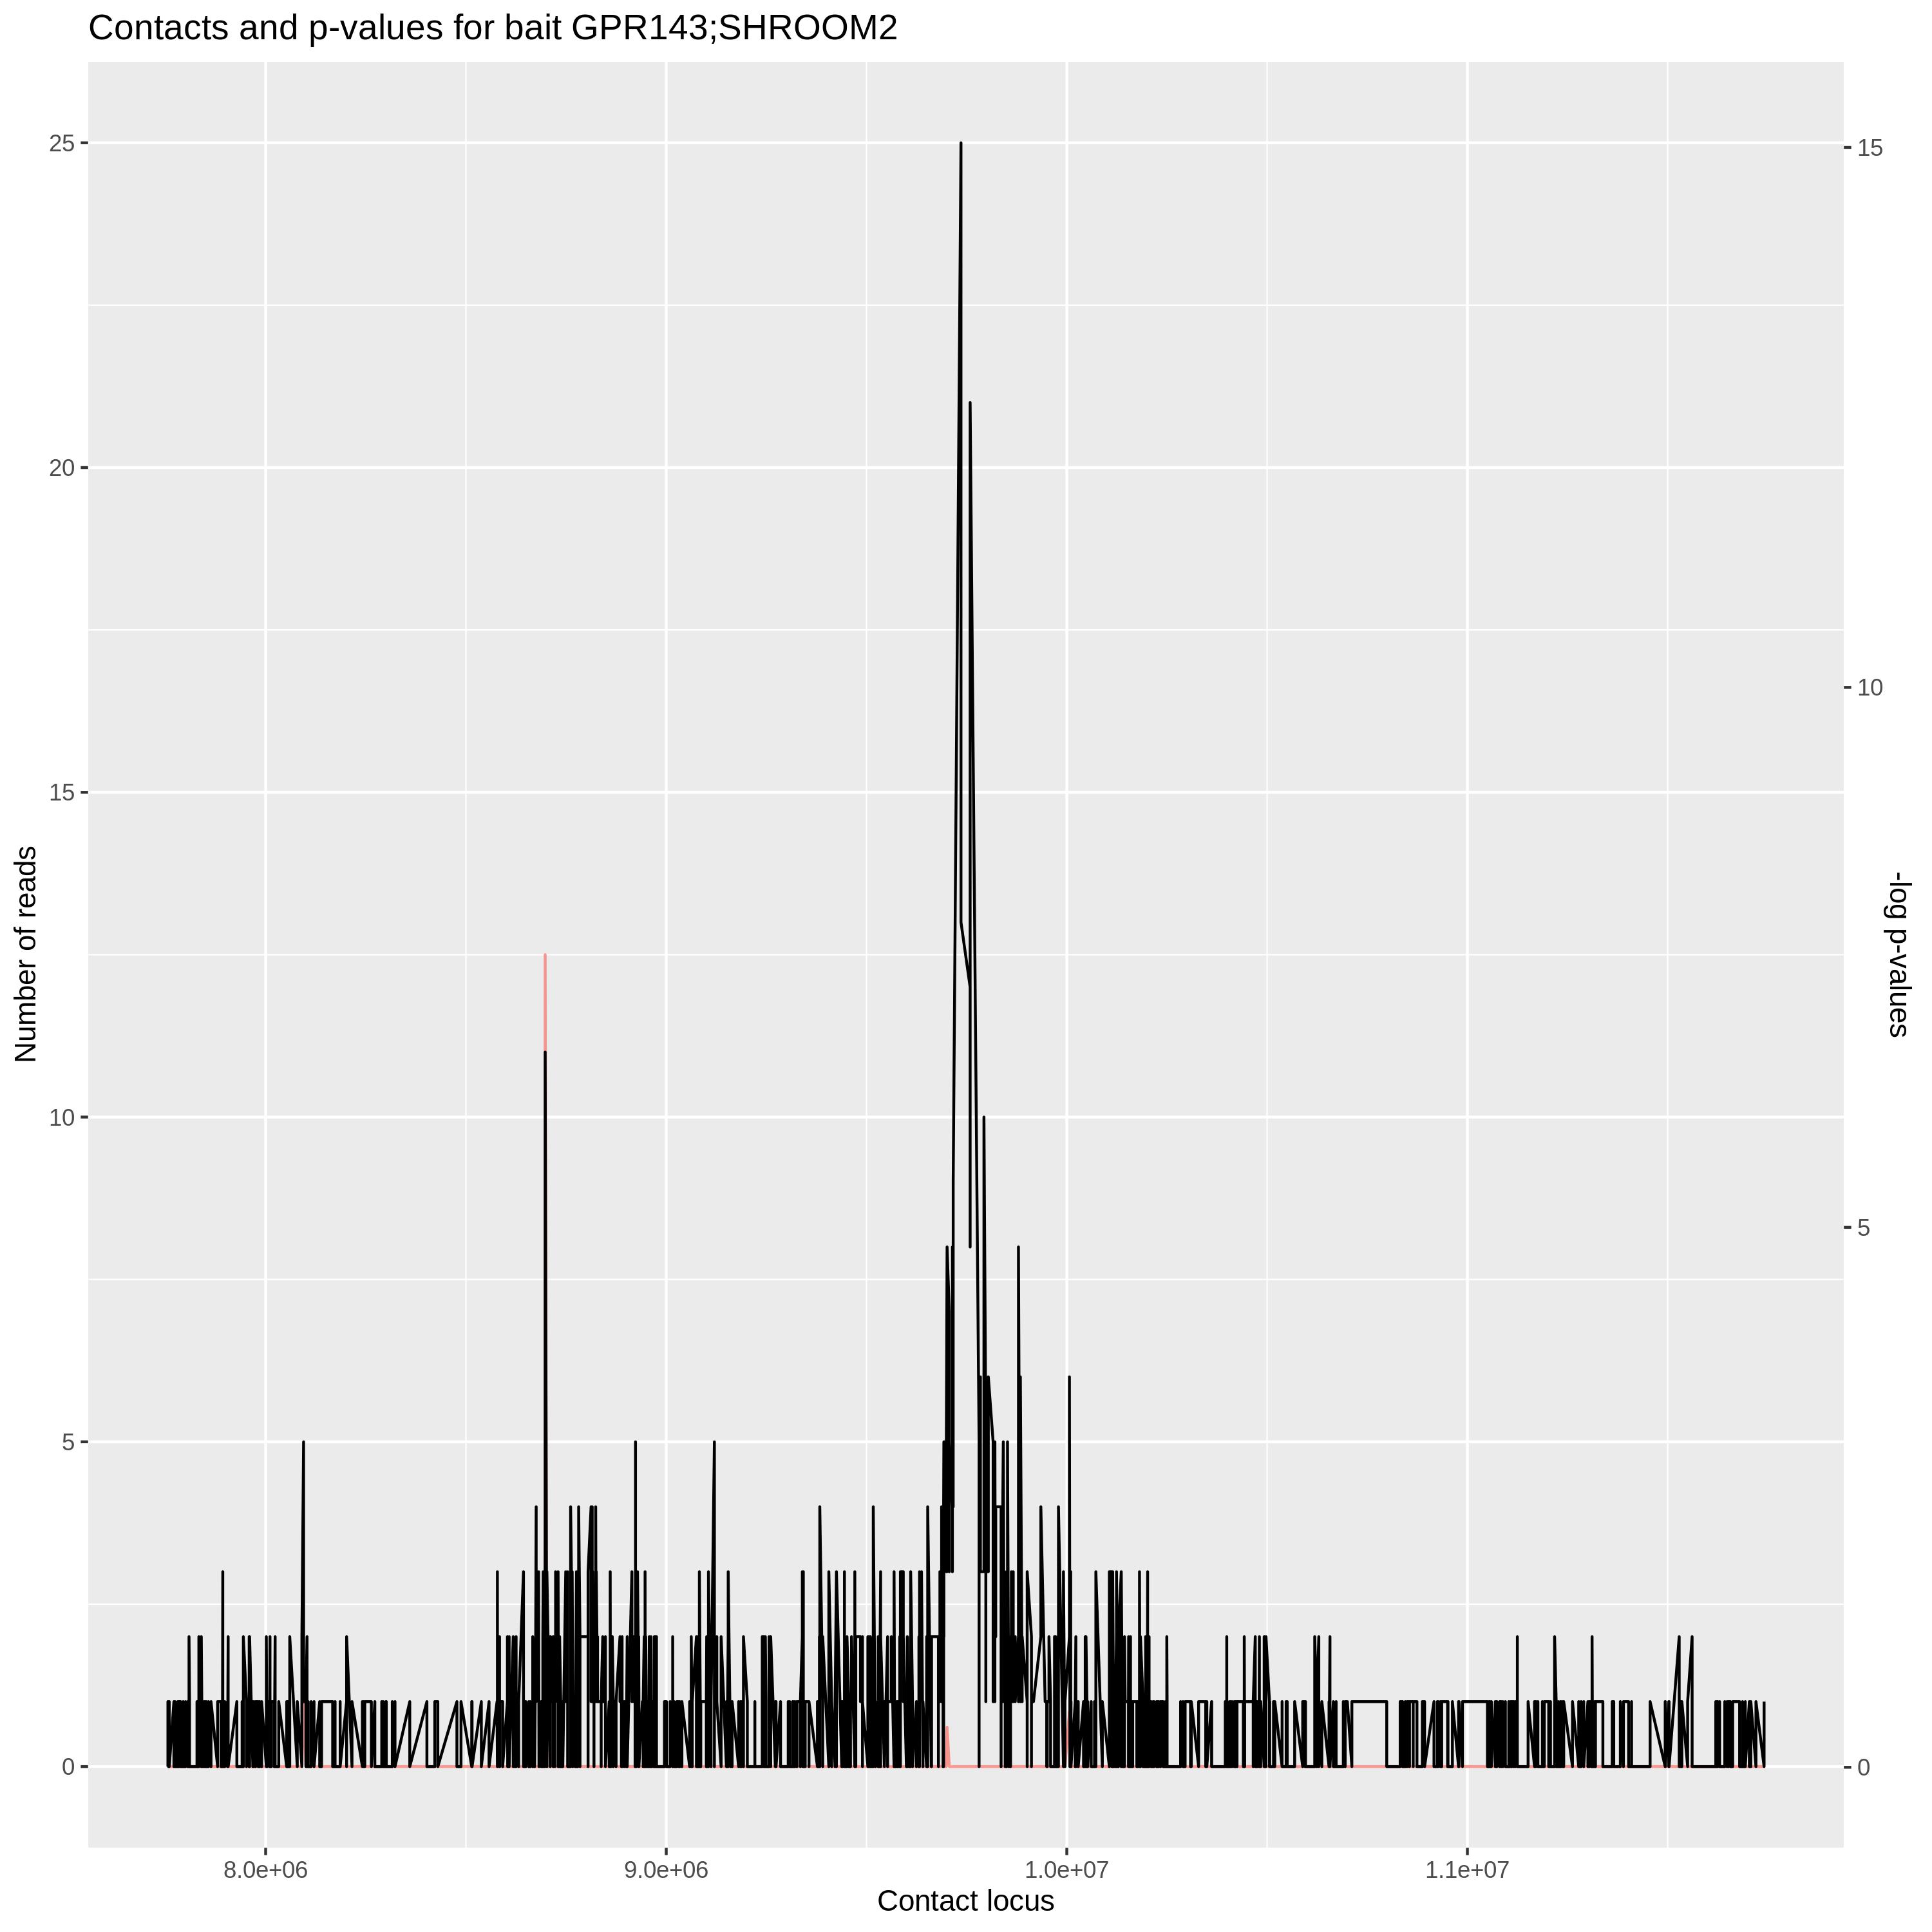 Contacts and p-values for bait GPR143;SHROOM2
25
20
15
10
5
0
Number of reads
15
10
5
0
-log p-values
8.0e+06
9.0e+06
1.0e+07
1.1e+07
Contact locus